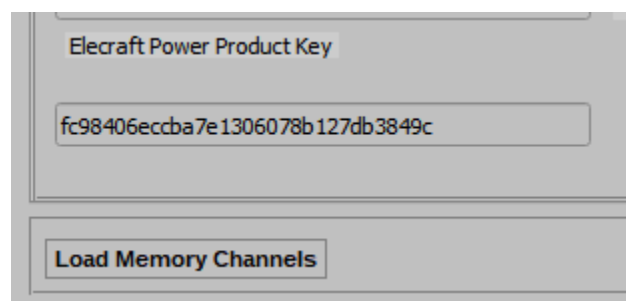 Elecraft Power Product Key
fc98406eccba7e1306078b127db3849c
Load Memory Channels